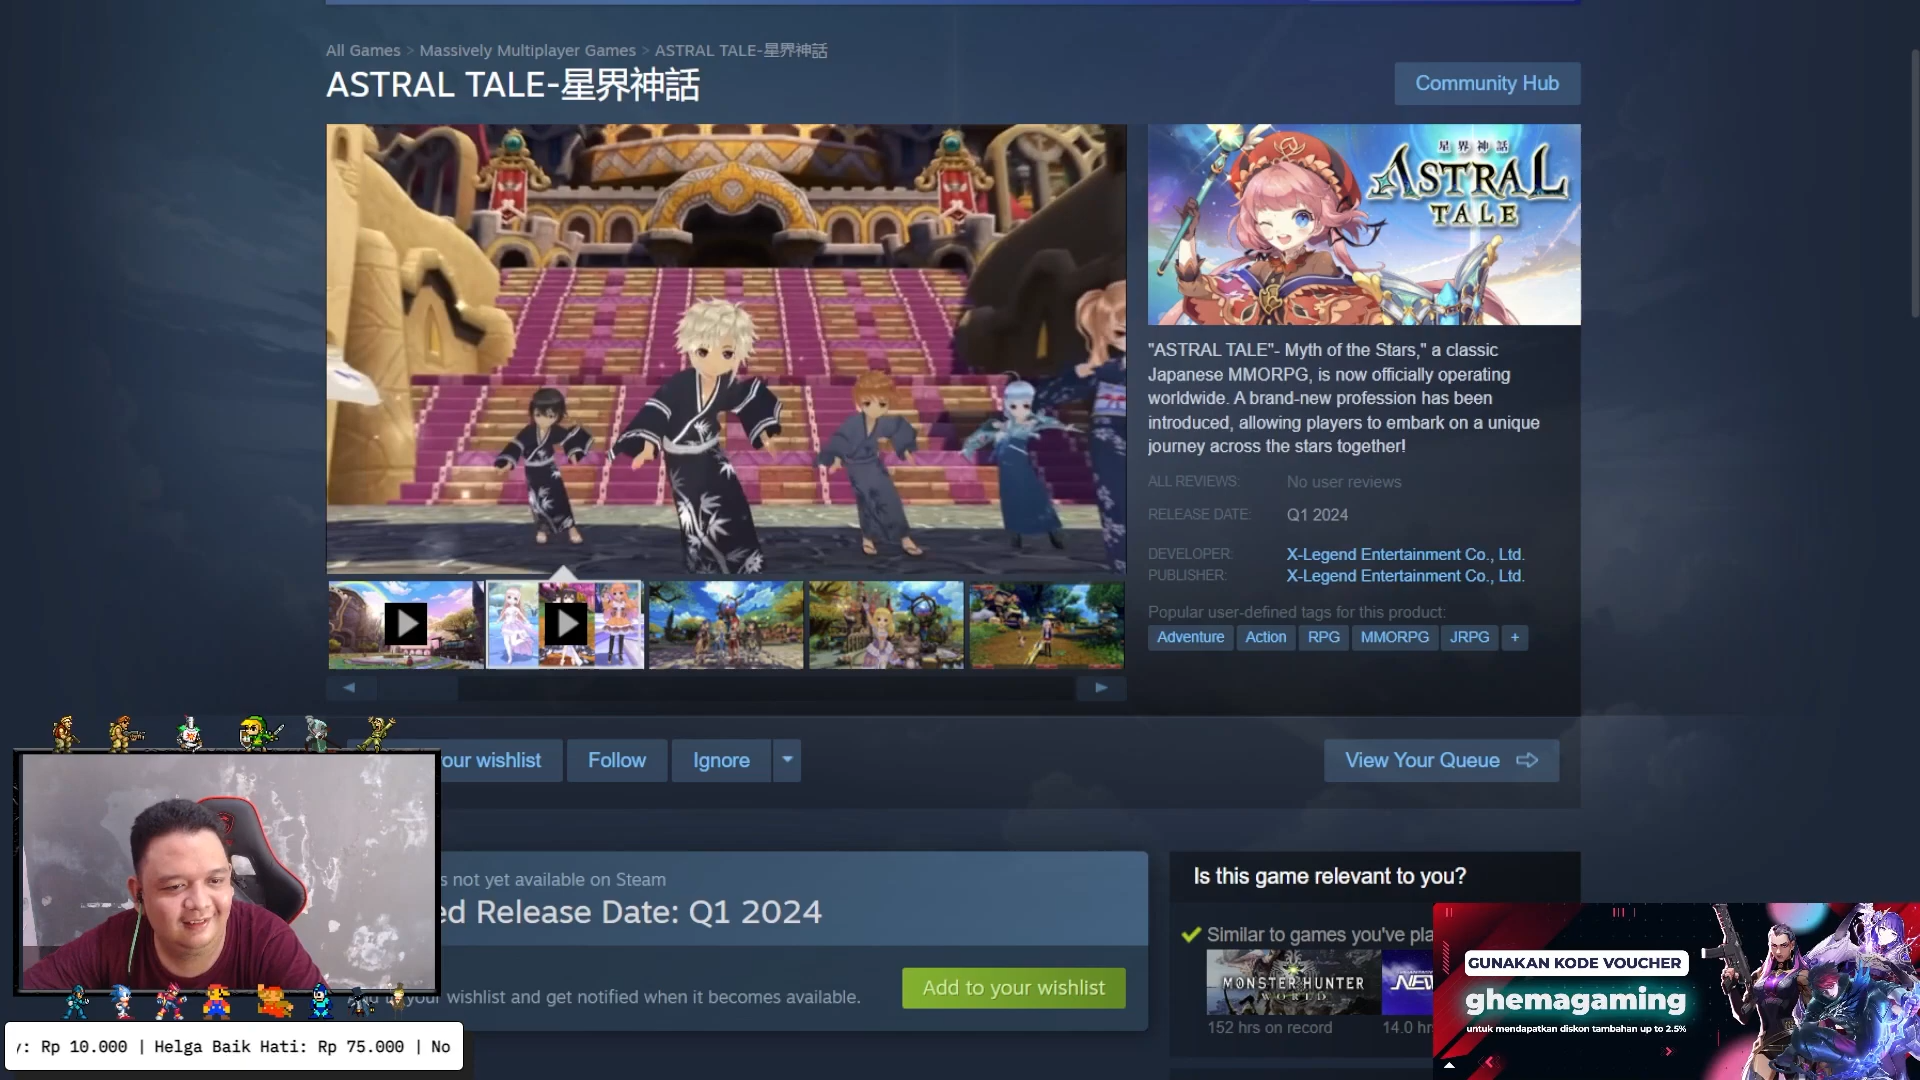 All Games > Massively Multiplayer Games > ASTRAL TALE-星界神話
ASTRAL TALE-星界神話
Community Hub
星界神話
ASTRAL
TALE
"ASTRAL TALE"- Myth of the Stars," a classic
Japanese MMORPG, is now officially operating
worldwide. A brand-new profession has been
introduced, allowing players to embark on a unique
journey across the stars together!
ALL REVIEWS: No user reviews
RELEASE DATE: Q1 2024
DEVELOPER: X-Legend Entertainment Co., Ltd.
PUBLISHER: X-Legend Entertainment Co., Ltd.
Popular user-defined tags for this product:
Adventure Action RPG MMORPG JRPG +
our wishlist Follow Ignore View Your Queue
s not yet available on Steam
ed Release Date: Q1 2024
your wishlist and get notified when it becomes available.
Add to your wishlist
Is this game relevant to you?
Similar to games you've pla
MONSTER HUNTER
WORLD
NEW
152 hrs on record 14.0 hr
GUNAKAN KODE VOUCHER
ghemagaming
untuk mendapatkan diskon tambahan up to 2.5%
y: Rp 10.000 | Helga Baik Hati: Rp 75.000 | No